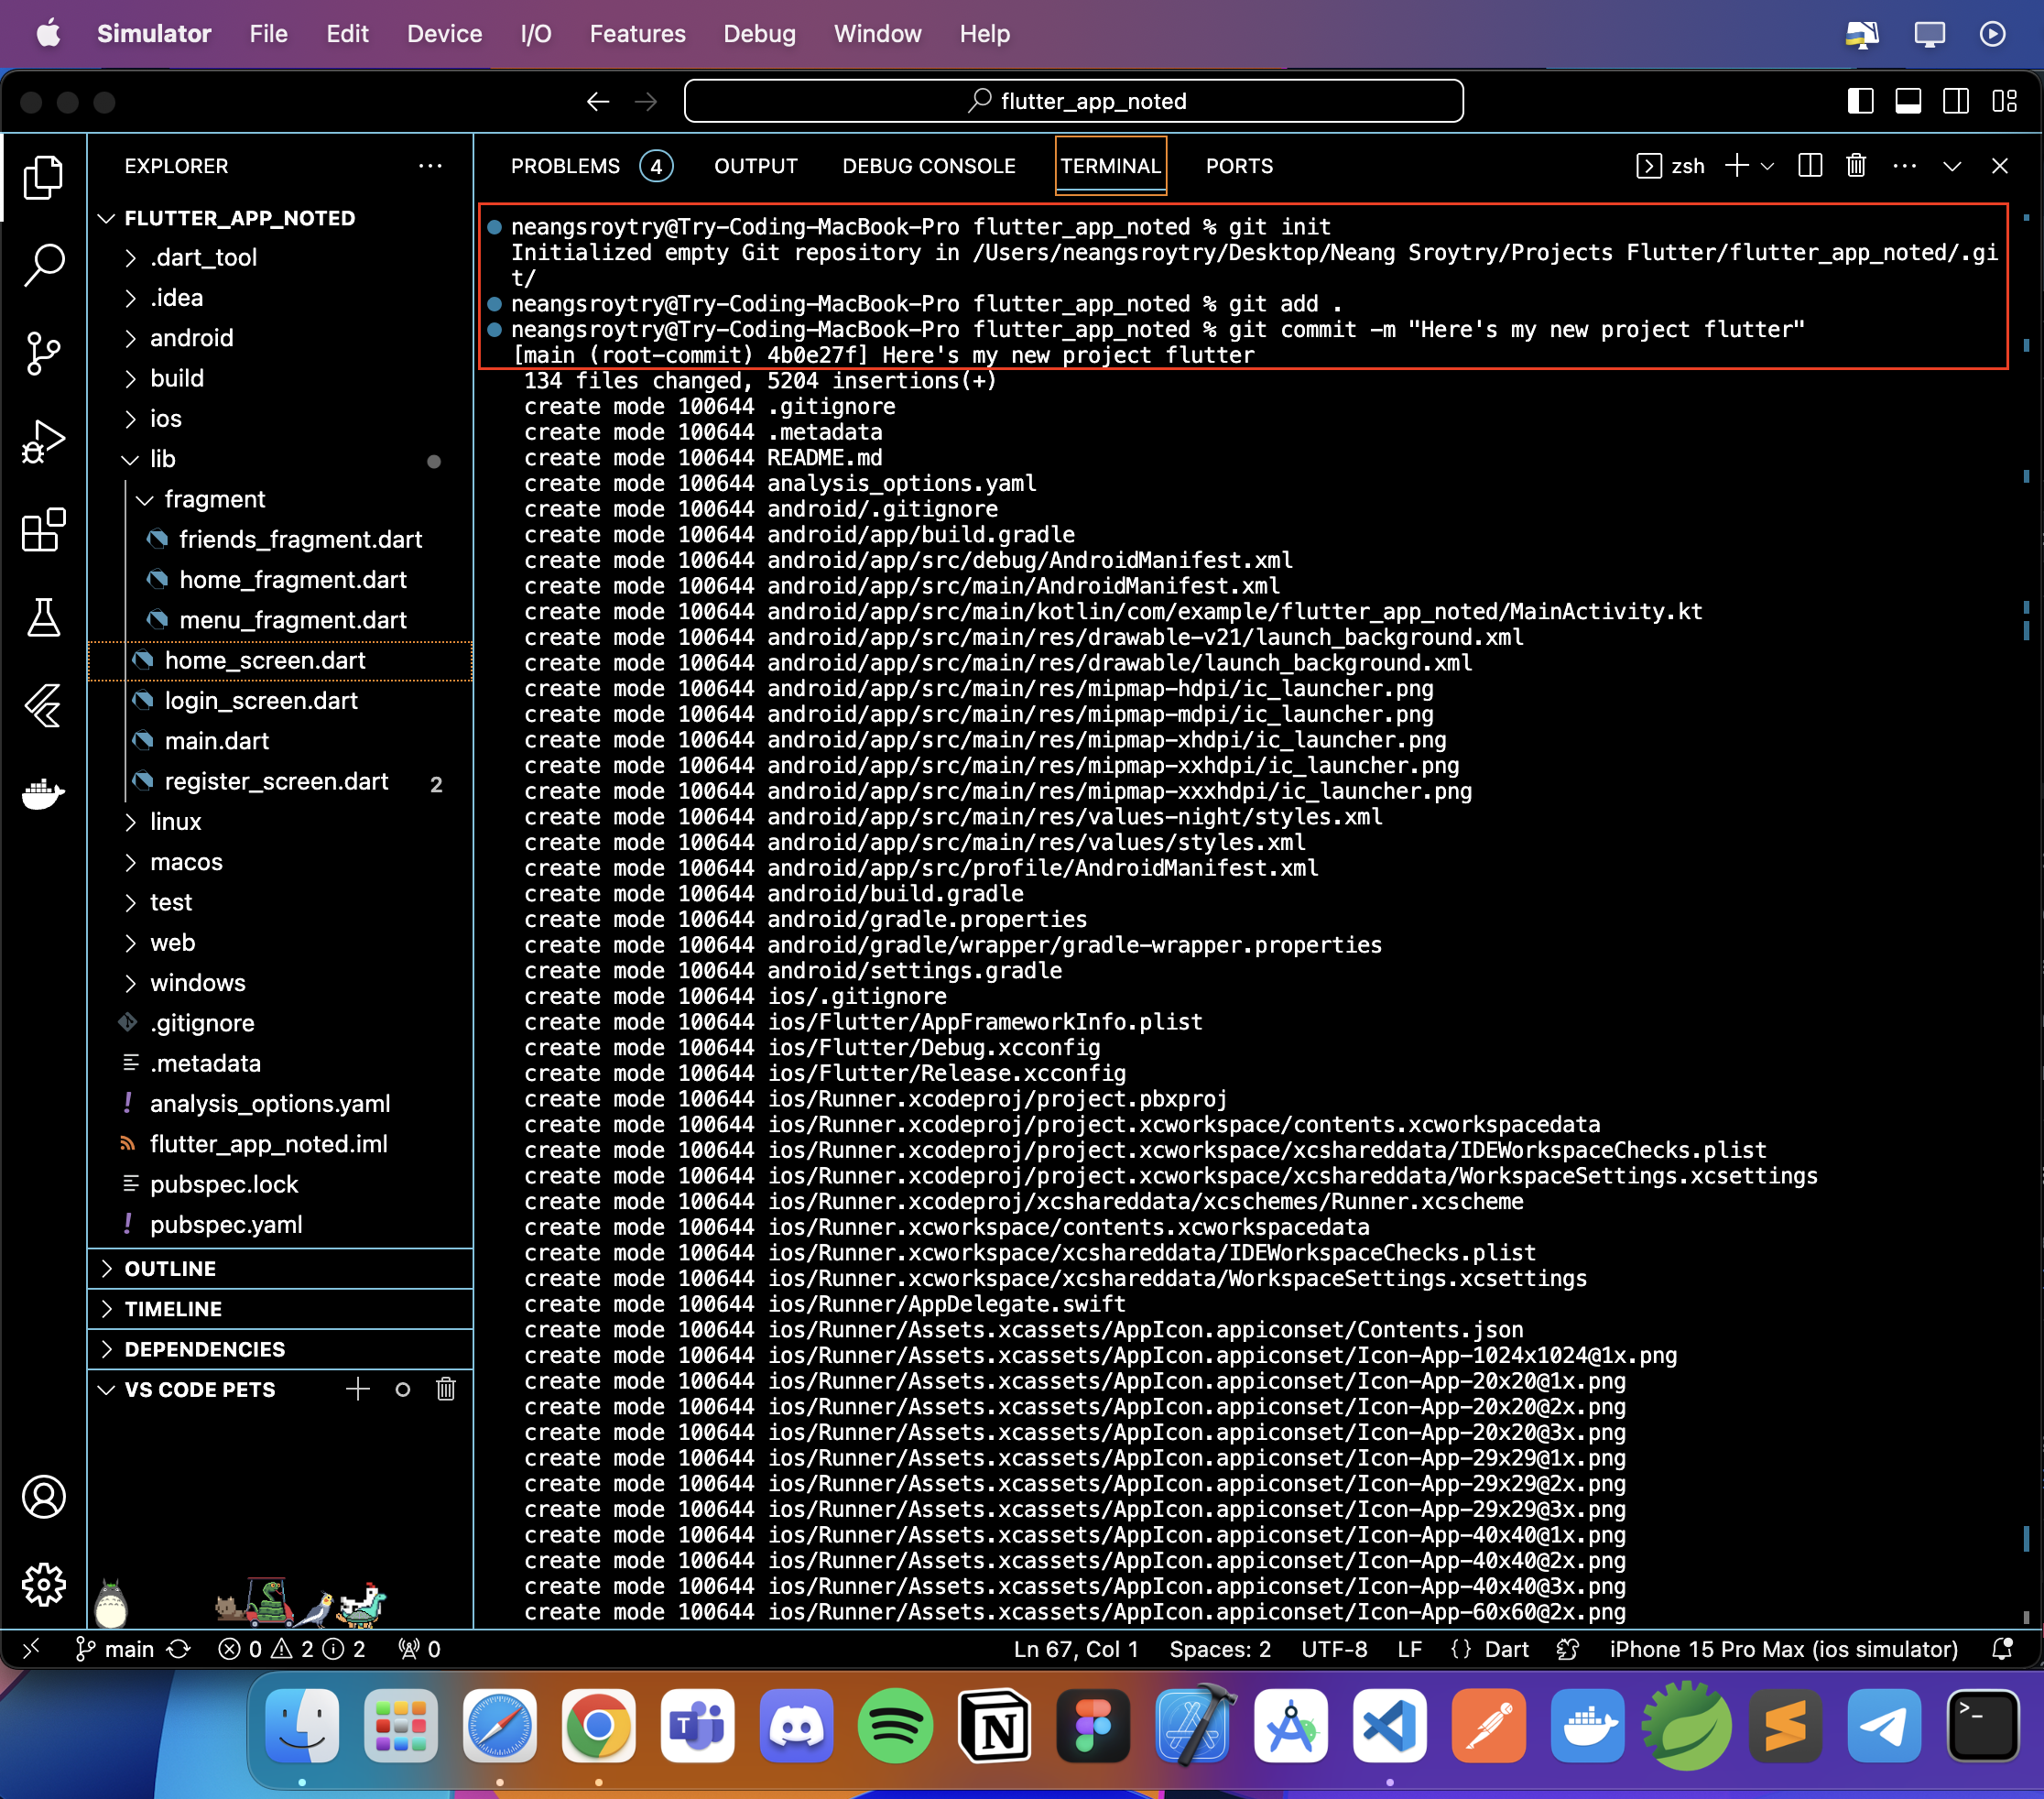 Simulator File Edit Device I/O Features Debug Window Help
flutter_app_noted
EXPLORER
FLUTTER_APP_NOTED
.dart_tool
.idea
android
build
ios
lib
fragment
friends_fragment.dart
home_fragment.dart
menu_fragment.dart
home_screen.dart
login_screen.dart
main.dart
register_screen.dart 2
linux
macos
test
web
windows
.gitignore
.metadata
! analysis_options.yaml
flutter_app_noted.iml
pubspec.lock
! pubspec.yaml
OUTLINE
TIMELINE
DEPENDENCIES
VS CODE PETS
PROBLEMS 4 OUTPUT DEBUG CONSOLE TERMINAL PORTS zsh
neangsroytry@Try-Coding-MacBook-Pro flutter_app_noted % git init
Initialized empty Git repository in /Users/neangsroytry/Desktop/Neang Sroytry/Projects Flutter/flutter_app_noted/.gi
t/
neangsroytry@Try-Coding-MacBook-Pro flutter_app_noted % git add .
neangsroytry@Try-Coding-MacBook-Pro flutter_app_noted % git commit -m "Here's my new project flutter"
[main (root-commit) 4b0e27f] Here's my new project flutter
134 files changed, 5204 insertions(+)
create mode 100644 .gitignore
create mode 100644 .metadata
create mode 100644 README.md
create mode 100644 analysis_options.yaml
create mode 100644 android/.gitignore
create mode 100644 android/app/build.gradle
create mode 100644 android/app/src/debug/AndroidManifest.xml
create mode 100644 android/app/src/main/AndroidManifest.xml
create mode 100644 android/app/src/main/kotlin/com/example/flutter_app_noted/MainActivity.kt
create mode 100644 android/app/src/main/res/drawable-v21/launch_background.xml
create mode 100644 android/app/src/main/res/drawable/launch_background.xml
create mode 100644 android/app/src/main/res/mipmap-hdpi/ic_launcher.png
create mode 100644 android/app/src/main/res/mipmap-mdpi/ic_launcher.png
create mode 100644 android/app/src/main/res/mipmap-xhdpi/ic_launcher.png
create mode 100644 android/app/src/main/res/mipmap-xxhdpi/ic_launcher.png
create mode 100644 android/app/src/main/res/mipmap-xxxhdpi/ic_launcher.png
create mode 100644 android/app/src/main/res/values-night/styles.xml
create mode 100644 android/app/src/main/res/values/styles.xml
create mode 100644 android/app/src/profile/AndroidManifest.xml
create mode 100644 android/build.gradle
create mode 100644 android/gradle.properties
create mode 100644 android/gradle/wrapper/gradle-wrapper.properties
create mode 100644 android/settings.gradle
create mode 100644 ios/.gitignore
create mode 100644 ios/Flutter/AppFrameworkInfo.plist
create mode 100644 ios/Flutter/Debug.xcconfig
create mode 100644 ios/Flutter/Release.xcconfig
create mode 100644 ios/Runner.xcodeproj/project.pbxproj
create mode 100644 ios/Runner.xcodeproj/project.xcworkspace/contents.xcworkspacedata
create mode 100644 ios/Runner.xcodeproj/project.xcworkspace/xcshareddata/IDEWorkspaceChecks.plist
create mode 100644 ios/Runner.xcodeproj/project.xcworkspace/xcshareddata/WorkspaceSettings.xcsettings
create mode 100644 ios/Runner.xcodeproj/xcshareddata/xcschemes/Runner.xcscheme
create mode 100644 ios/Runner.xcworkspace/contents.xcworkspacedata
create mode 100644 ios/Runner.xcworkspace/xcshareddata/IDEWorkspaceChecks.plist
create mode 100644 ios/Runner.xcworkspace/xcshareddata/WorkspaceSettings.xcsettings
create mode 100644 ios/Runner/AppDelegate.swift
create mode 100644 ios/Runner/Assets.xcassets/AppIcon.appiconset/Contents.json
create mode 100644 ios/Runner/Assets.xcassets/AppIcon.appiconset/Icon-App-1024x1024@1x.png
create mode 100644 ios/Runner/Assets.xcassets/AppIcon.appiconset/Icon-App-20x20@1x.png
create mode 100644 ios/Runner/Assets.xcassets/AppIcon.appiconset/Icon-App-20x20@2x.png
create mode 100644 ios/Runner/Assets.xcassets/AppIcon.appiconset/Icon-App-20x20@3x.png
create mode 100644 ios/Runner/Assets.xcassets/AppIcon.appiconset/Icon-App-29x29@1x.png
create mode 100644 ios/Runner/Assets.xcassets/AppIcon.appiconset/Icon-App-29x29@2x.png
create mode 100644 ios/Runner/Assets.xcassets/AppIcon.appiconset/Icon-App-29x29@3x.png
create mode 100644 ios/Runner/Assets.xcassets/AppIcon.appiconset/Icon-App-40x40@1x.png
create mode 100644 ios/Runner/Assets.xcassets/AppIcon.appiconset/Icon-App-40x40@2x.png
create mode 100644 ios/Runner/Assets.xcassets/AppIcon.appiconset/Icon-App-40x40@3x.png
create mode 100644 ios/Runner/Assets.xcassets/AppIcon.appiconset/Icon-App-60x60@2x.png
main 0 2 2 0 Ln 67, Col 1 Spaces: 2 UTF-8 LF {} Dart iPhone 15 Pro Max (ios simulator)